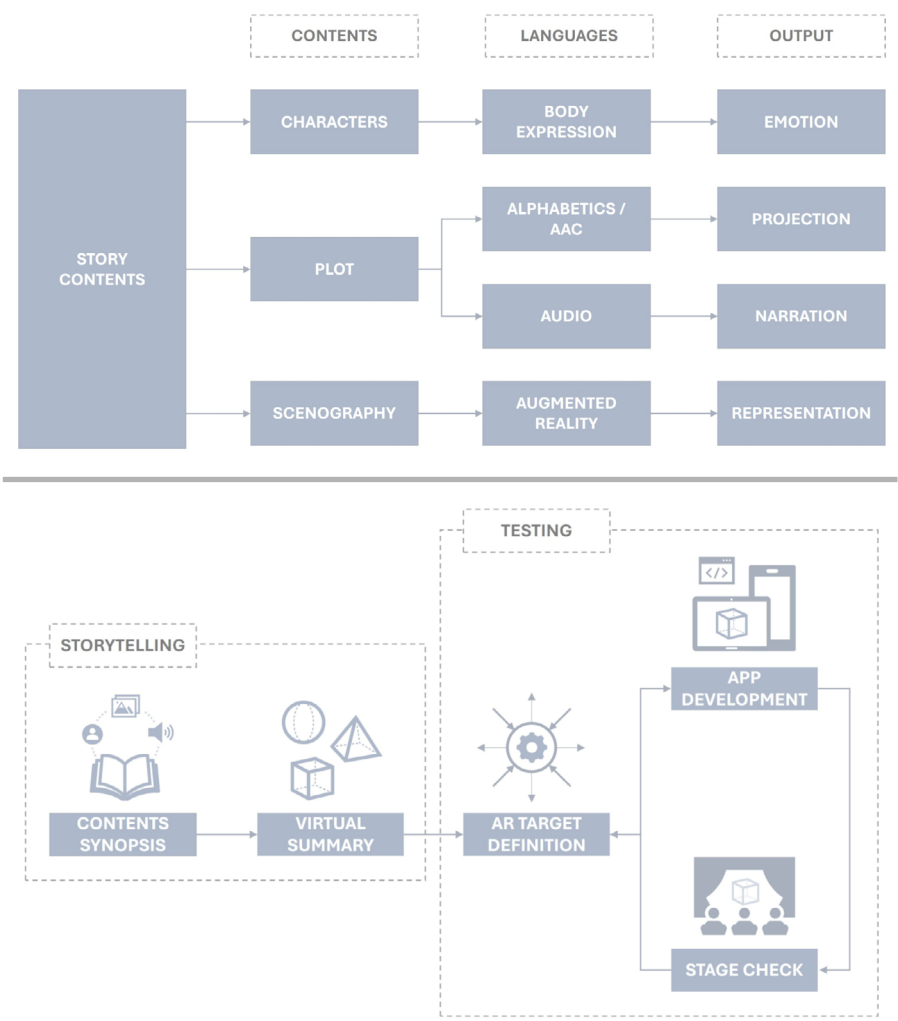 CONTENTS
LANGUAGES
OUTPUT
STORY
CONTENTS
CHARACTERS
BODY
EXPRESSION
EMOTION
PLOT
ALPHABETICS /
AAC
PROJECTION
AUDIO
NARRATION
SCENOGRAPHY
AUGMENTED
REALITY
REPRESENTATION
TESTING
STORYTELLING
</>
APP
DEVELOPMENT
CONTENTS
SYNOPSIS
VIRTUAL
SUMMARY
AR TARGET
DEFINITION
STAGE CHECK